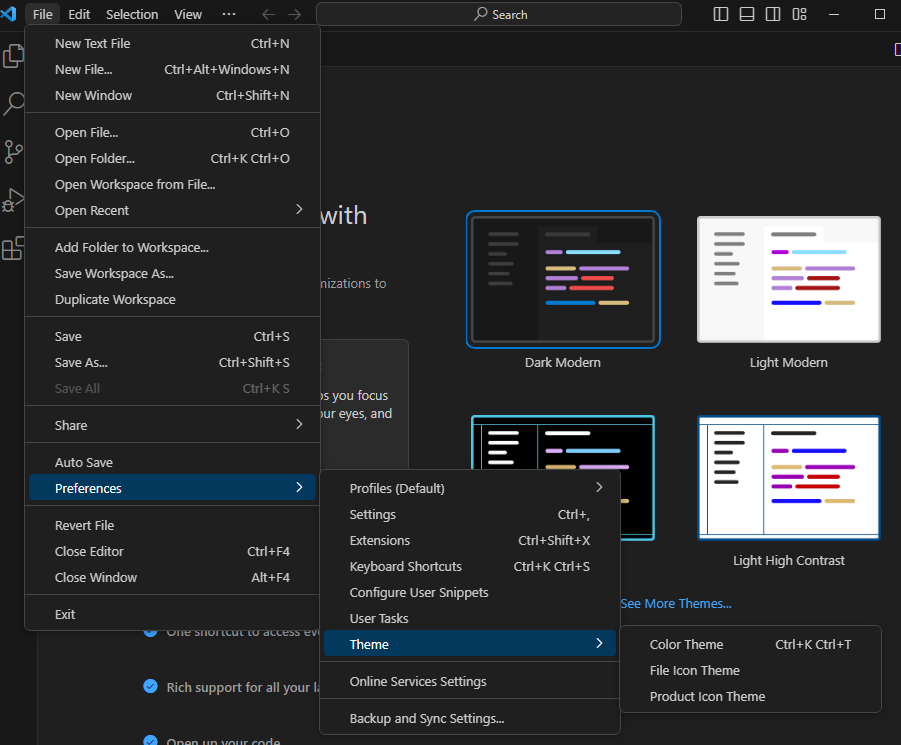 File Edit Selection View ··· Search
New Text File Ctrl+N
New File... Ctrl+Alt+Windows+N
New Window Ctrl+Shift+N
Open File... Ctrl+O
Open Folder... Ctrl+K Ctrl+O
Open Workspace from File...
Open Recent
Add Folder to Workspace...
Save Workspace As...
Duplicate Workspace
Save Ctrl+S
Save As... Ctrl+Shift+S
Save All Ctrl+K S
Share
Auto Save
Preferences
Revert File
Close Editor Ctrl+F4
Close Window Alt+F4
Exit
with
mizations to
ps you focus
our eyes, and
Dark Modern
Light Modern
Light High Contrast
See More Themes...
Profiles (Default)
Settings Ctrl+,
Extensions Ctrl+Shift+X
Keyboard Shortcuts Ctrl+K Ctrl+S
Configure User Snippets
User Tasks
Theme
Online Services Settings
Backup and Sync Settings...
Color Theme Ctrl+K Ctrl+T
File Icon Theme
Product Icon Theme
One shortcut to access eve
Rich support for all your la
Open up your code